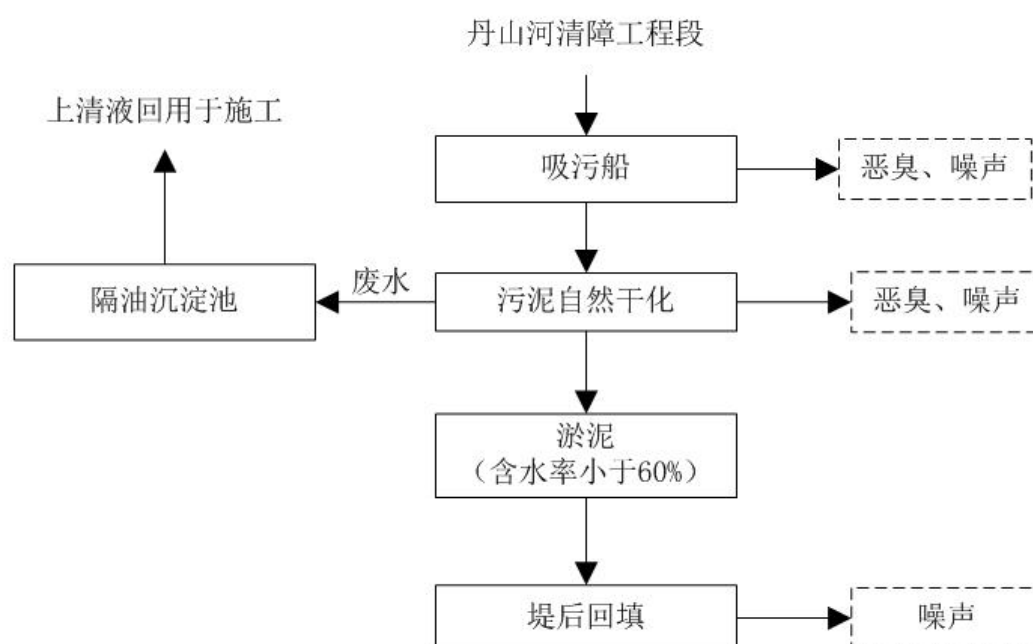 丹山河清障工程段
上清液回用于施工
吸污船
恶臭、噪声
隔油沉淀池
废水
污泥自然干化
恶臭、噪声
淤泥
（含水率小于60%）
堤后回填
噪声